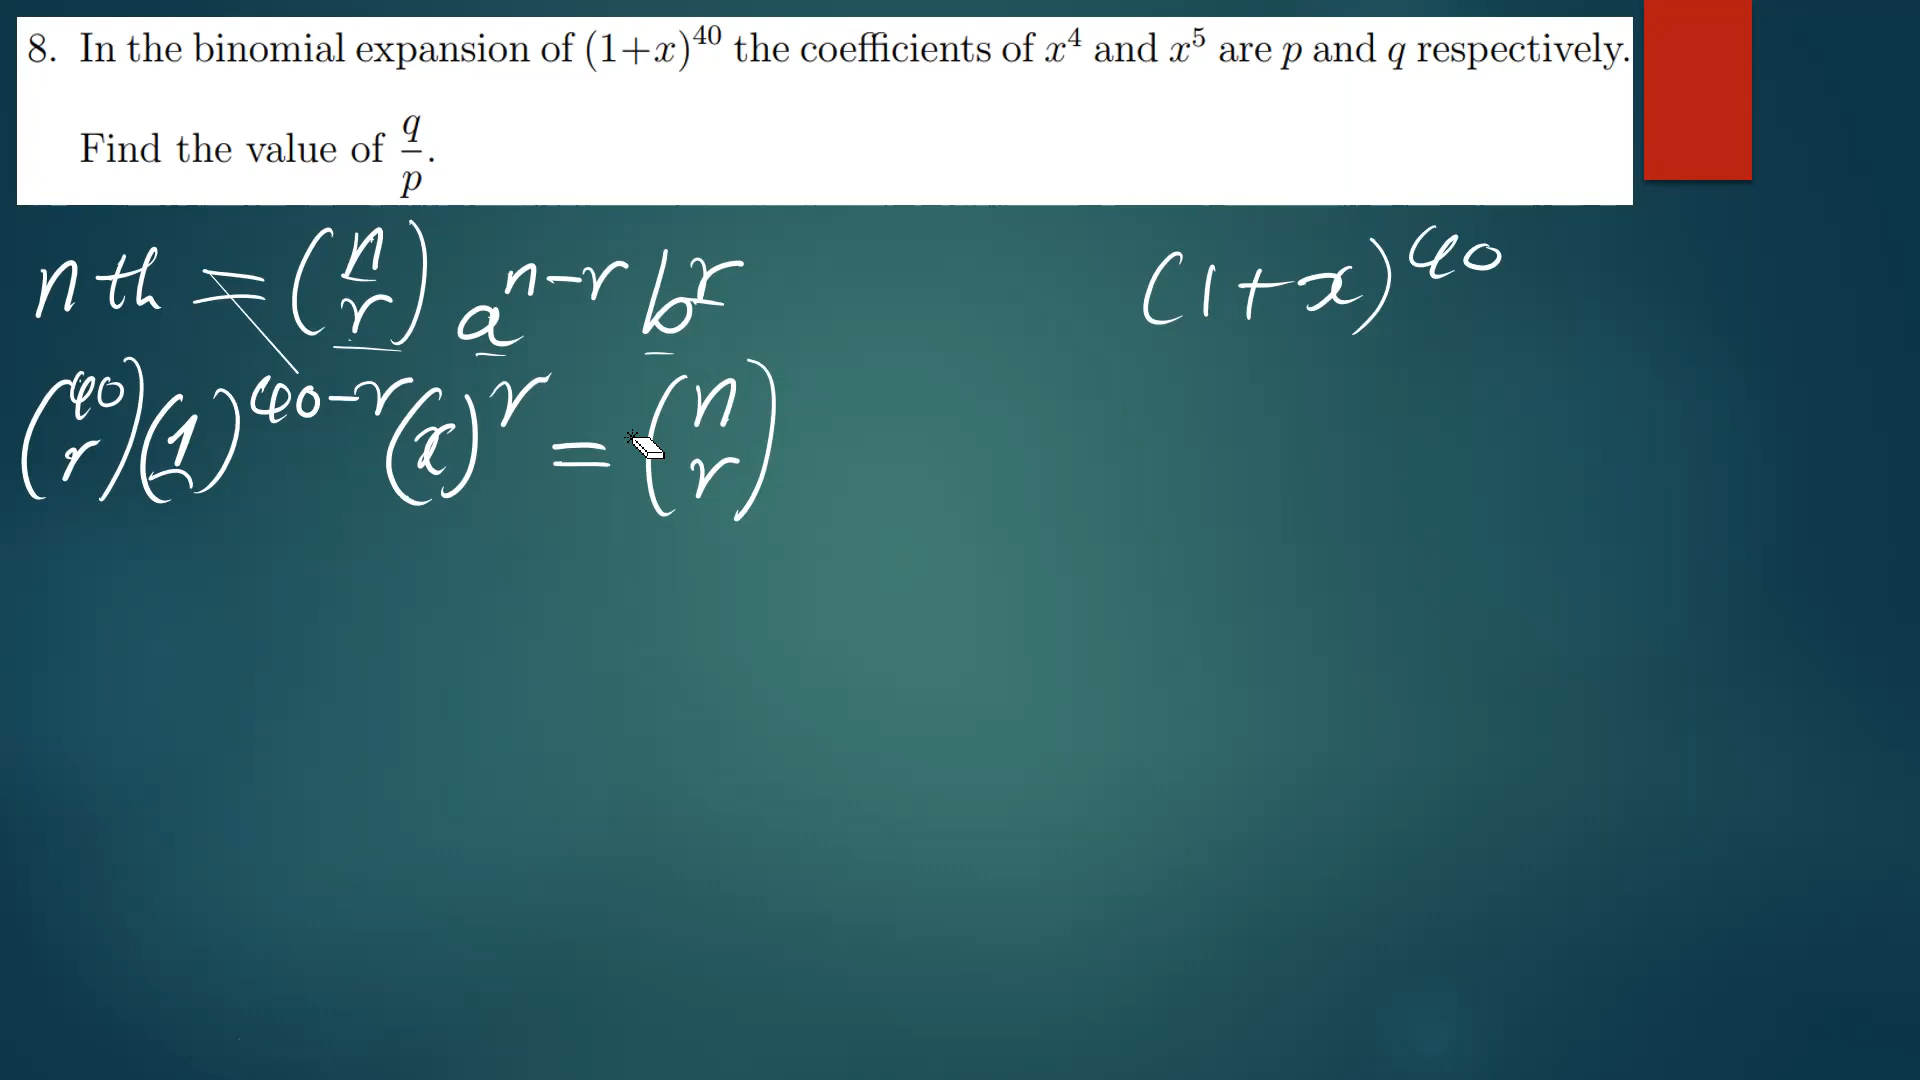 8. In the binomial expansion of (1+x)^40 the coefficients of x^4 and x^5 are p and q respectively.
Find the value of q/p.
nth = (n r) a^n-r b^r
(1+x)^40
(40 r)(1)^40-r (x)^r = (n r)